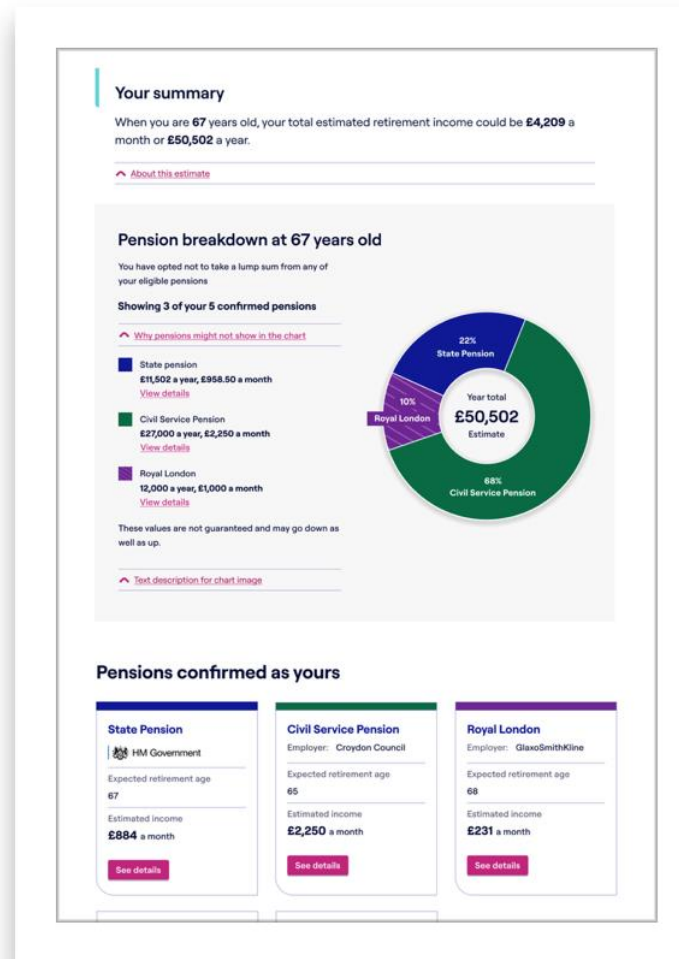 Your summary
When you are 67 years old, your total estimated retirement income could be £4,209 a
month or £50,502 a year.
About this estimate
Pension breakdown at 67 years old
You have opted not to take a lump sum from any of
your eligible pensions
Showing 3 of your 5 confirmed pensions
Why pensions might not show in the chart
State pension
£11,502 a year, £958.50 a month
View details
Civil Service Pension
£27,000 a year, £2,250 a month
View details
Royal London
12,000 a year, £1,000 a month
View details
These values are not guaranteed and may go down as
well as up.
Text description for chart image
22%
State Pension
10%
Royal London
Year total
£50,502
Estimate
68%
Civil Service Pension
Pensions confirmed as yours
State Pension
HM Government
Expected retirement age
67
Estimated income
£884 a month
See details
Civil Service Pension
Employer: Croydon Council
Expected retirement age
65
Estimated income
£2,250 a month
See details
Royal London
Employer: GlaxoSmithKline
Expected retirement age
68
Estimated income
£231 a month
See details